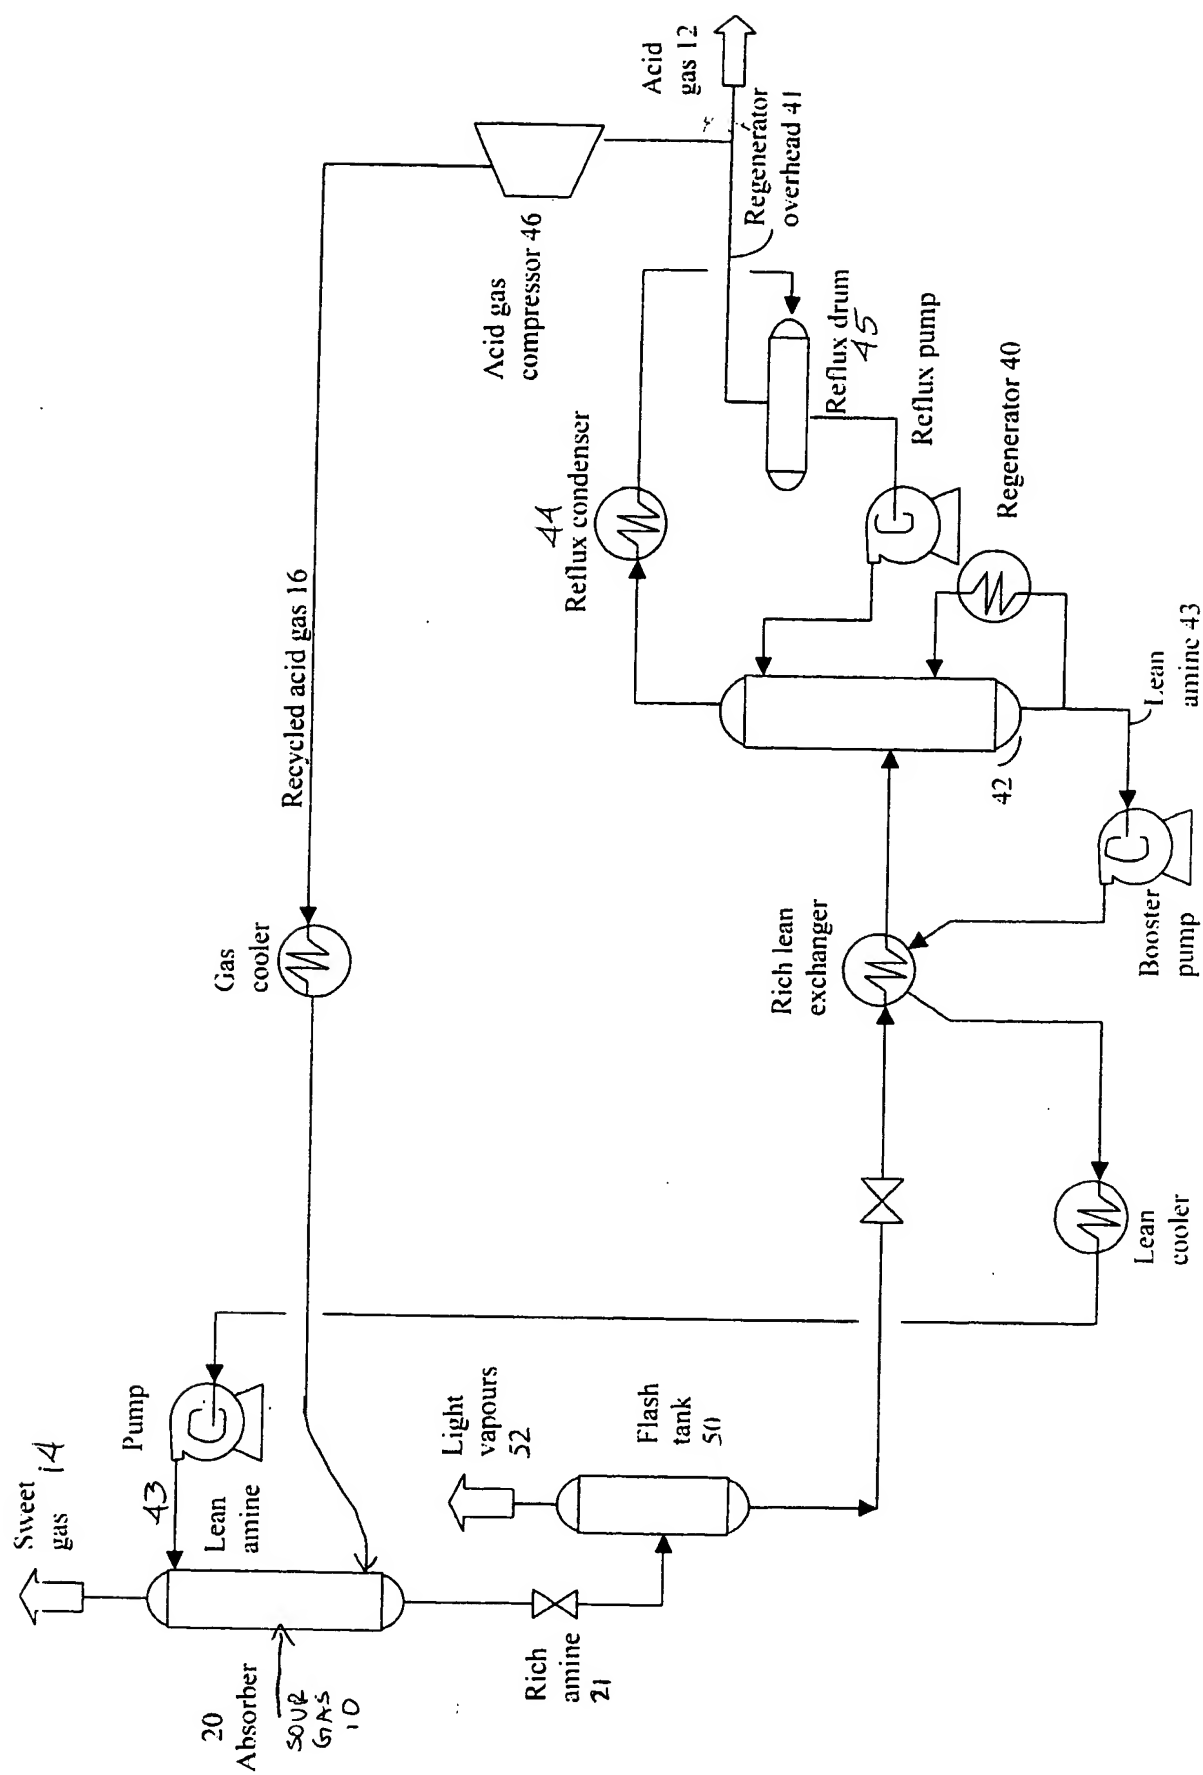 Sweet
gas 14
43
Pump
Lean
amine
20
Absorber
SOUR
GAS
10
Rich
amine
21
Light
vapours
52
Flash
tank
50
Gas
cooler
Recycled acid gas 16
Rich lean
exchanger
Lean
cooler
Booster
pump
42
Lean
amine 43
44
Reflux condenser
Acid gas
compressor 46
Acid
gas 12
Regenerator
overhead 41
Reflux drum
45
Reflux pump
Regenerator 40